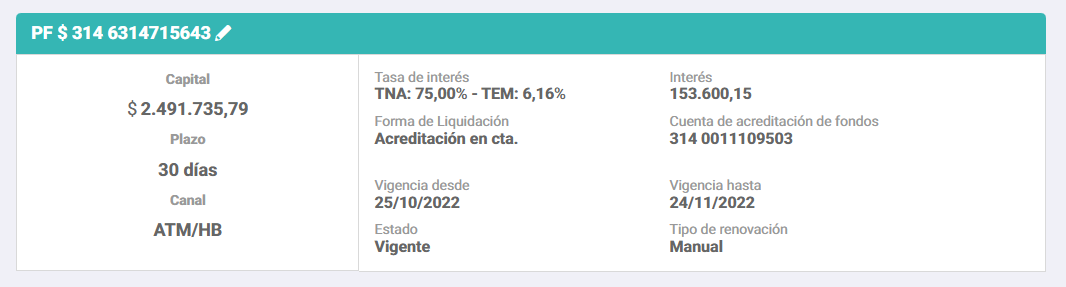 PF $ 314 6314715643
Capital
$ 2.491.735,79
Plazo
30 días
Canal
ATM/HB
Tasa de interés
TNA: 75,00% - TEM: 6,16%
Interés
153.600,15
Forma de Liquidación
Acreditación en cta.
Cuenta de acreditación de fondos
314 0011109503
Vigencia desde
25/10/2022
Vigencia hasta
24/11/2022
Estado
Vigente
Tipo de renovación
Manual